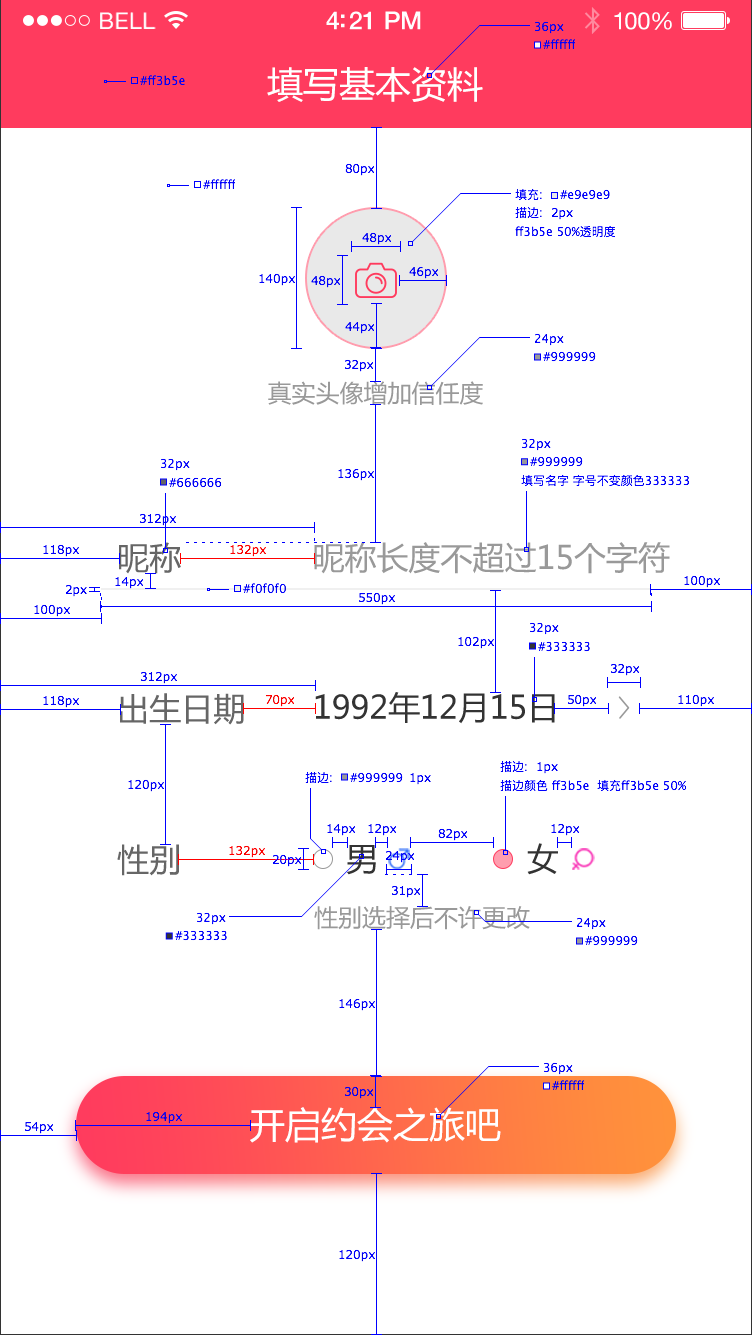 BELL 4:21 PM 100%
36px
#ffffff
#ff3b5e
填写基本资料
80px
#ffffff
填充: #e9e9e9
描边: 2px
ff3b5e 50%透明度
48px
140px
48px
46px
44px
32px
24px
#999999
真实头像增加信任度
136px
32px
#666666
32px
#999999
填写名字 字号不变颜色333333
312px
118px
昵称
132px
昵称长度不超过15个字符
14px
2px
#f0f0f0
100px
100px
550px
102px
32px
#333333
312px
32px
118px
出生日期
70px
1992年12月15日
50px
110px
120px
描边: #999999 1px
描边: 1px
描边颜色 ff3b5e 填充ff3b5e 50%
14px
12px
82px
12px
性别
132px
20px
男
24px
女
31px
32px
#333333
性别选择后不许更改
24px
#999999
146px
36px
#ffffff
30px
194px
54px
开启约会之旅吧
120px